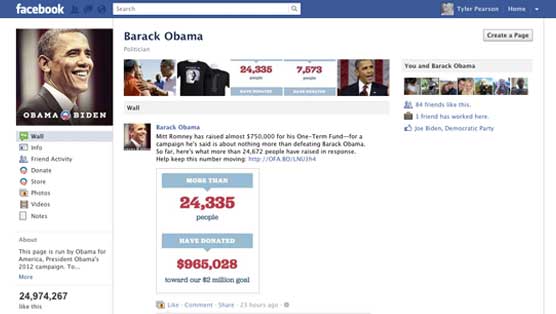 facebook
Search
Tyler Pearson
Home
Barack Obama
Politician
Create a Page
OBAMA BIDEN
24,335
people
HAVE DONATED
7,573
people
HAVE DONATED
You and Barack Obama
84 friends like this.
1 friend has worked here.
Joe Biden, Democratic Party
Wall
Info
Friend Activity
Donate
Store
Photos
Videos
Notes
About
This page is run by Obama for
America, President Obama's
2012 campaign. To...
More
24,974,267
like this
Wall
Barack Obama
Mitt Romney has raised almost $750,000 for his One-Term Fund—for a
campaign he's said is about nothing more than defeating Barack Obama.
So far, here's what more than 24,672 people have raised in response.
Help keep this number moving: http://OFA.BO/LNU3h4
MORE THAN
24,335
people
HAVE DONATED
$965,028
toward our $2 million goal
Like · Comment · Share · 23 hours ago ·